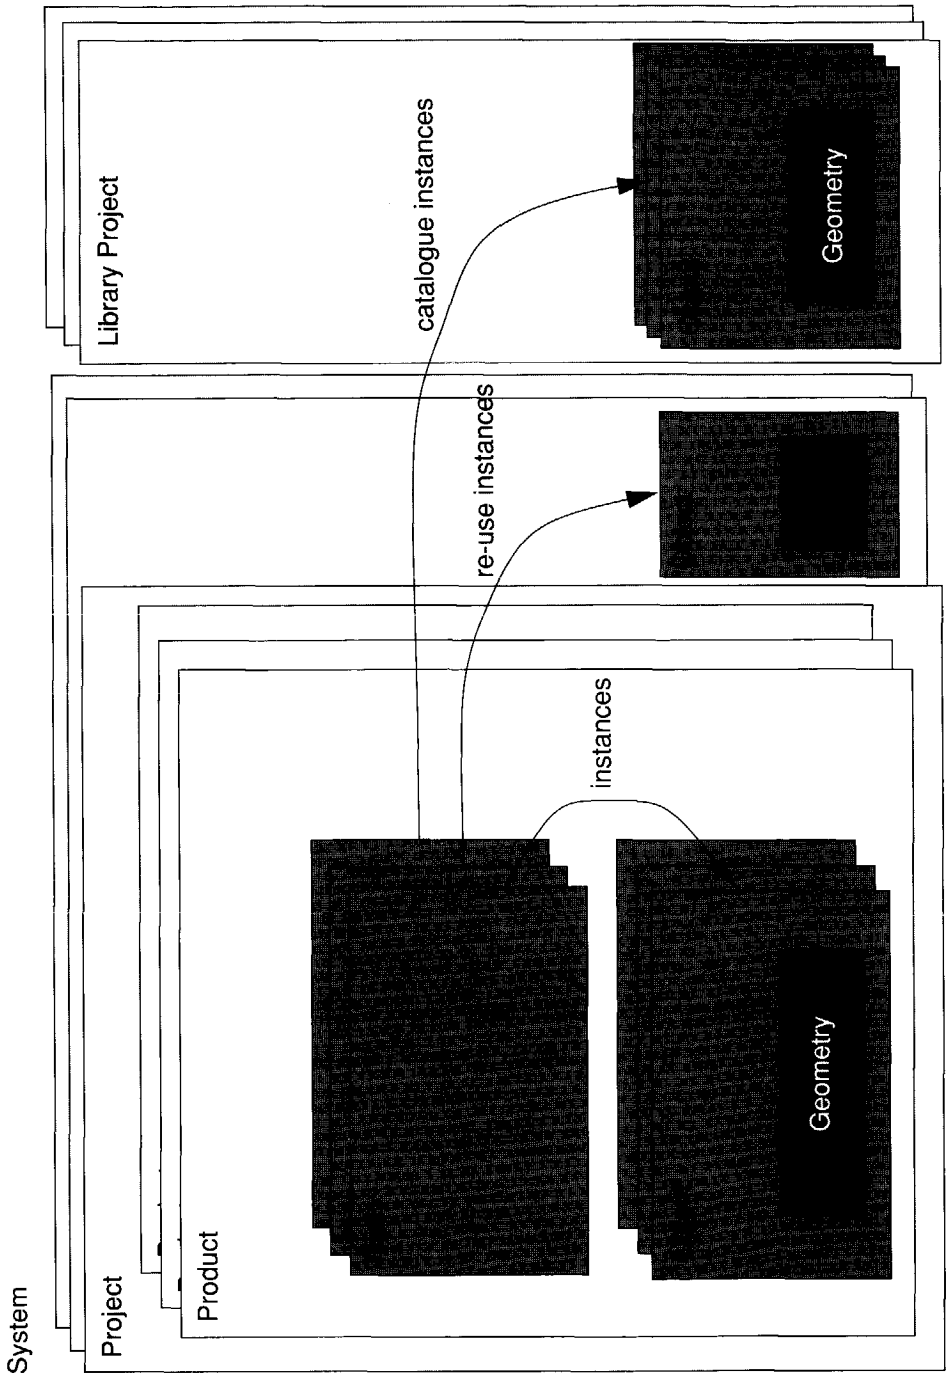 System
Project
Product
instances
Geometry
re-use instances
Library Project
catalogue instances
Geometry